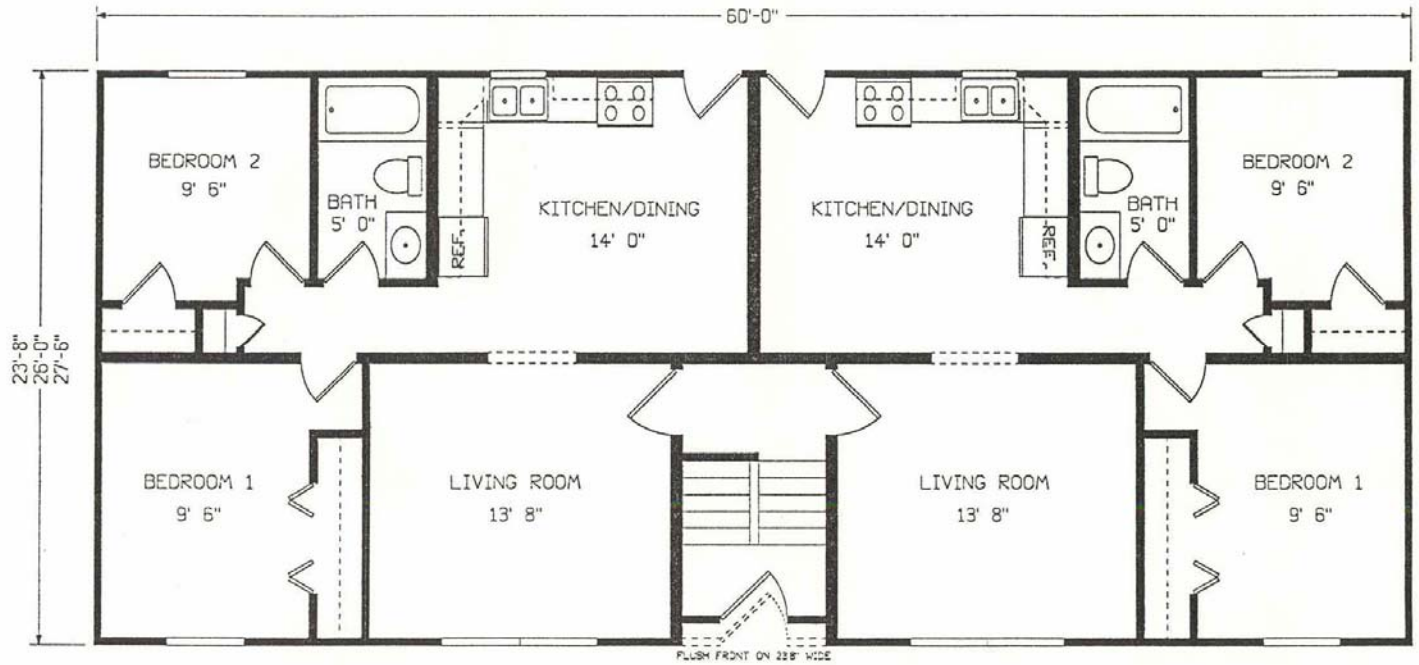 60'-0"
BEDROOM 2
9' 6"
BATH
5' 0"
REF.
KITCHEN/DINING
14' 0"
KITCHEN/DINING
14' 0"
REF.
BATH
5' 0"
BEDROOM 2
9' 6"
23'-8"
26'-0"
27'-6"
BEDROOM 1
9' 6"
LIVING ROOM
13' 8"
LIVING ROOM
13' 8"
BEDROOM 1
9' 6"
FLUSH FRONT ON 23'8" WIDE